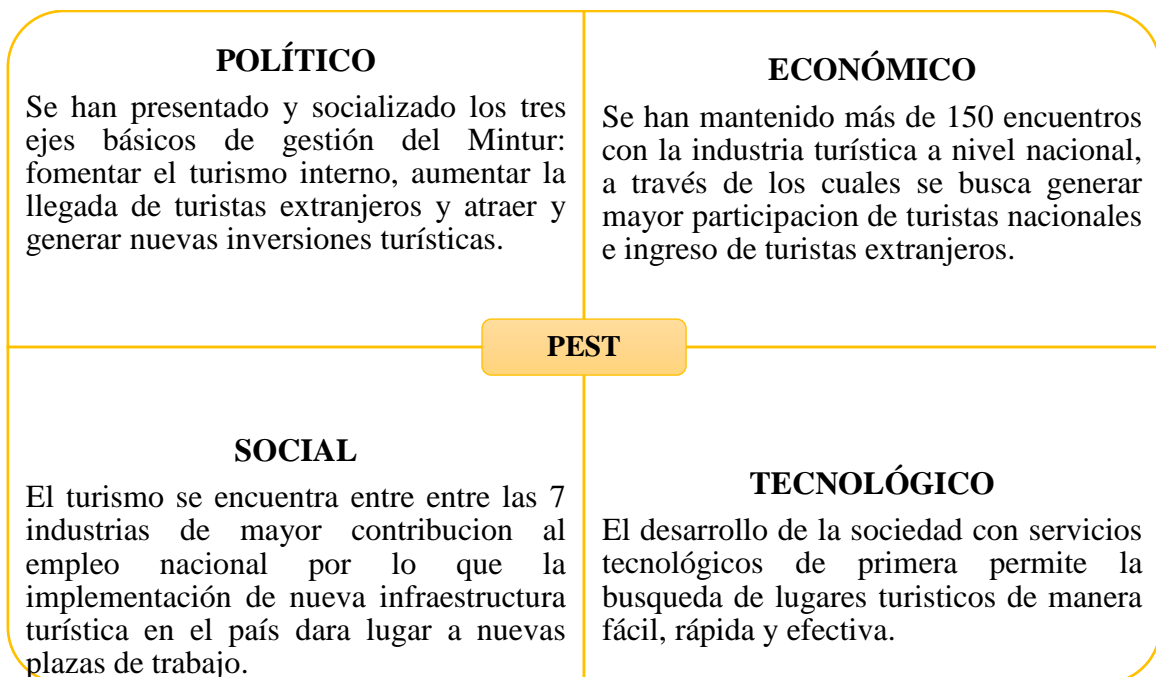 POLÍTICO
Se han presentado y socializado los tres
ejes básicos de gestión del Mintur:
fomentar el turismo interno, aumentar la
llegada de turistas extranjeros y atraer y
generar nuevas inversiones turísticas.
ECONÓMICO
Se han mantenido más de 150 encuentros
con la industria turística a nivel nacional,
a través de los cuales se busca generar
mayor participacion de turistas nacionales
e ingreso de turistas extranjeros.
PEST
SOCIAL
El turismo se encuentra entre entre las 7
industrias de mayor contribucion al
empleo nacional por lo que la
implementación de nueva infraestructura
turística en el país dara lugar a nuevas
plazas de trabajo.
TECNOLÓGICO
El desarrollo de la sociedad con servicios
tecnológicos de primera permite la
busqueda de lugares turisticos de manera
fácil, rápida y efectiva.